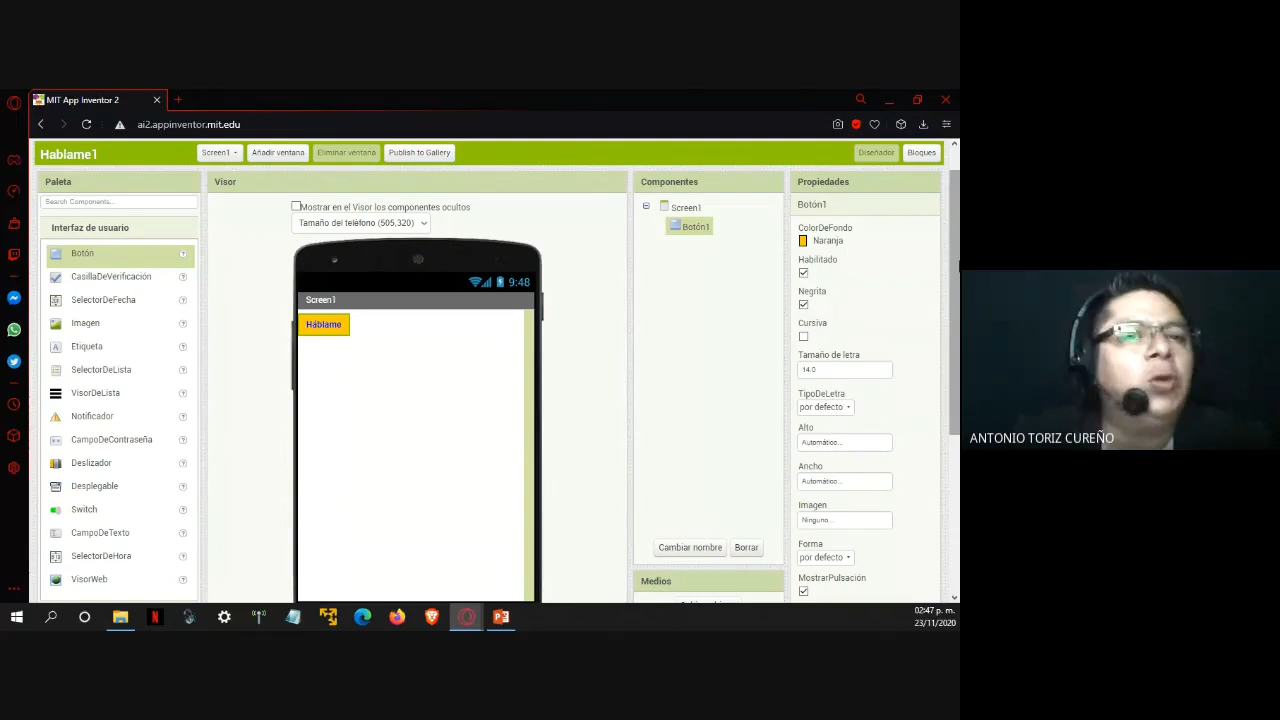 MIT App Inventor 2
ai2.appinventor.mit.edu
Hablame1
Screen1
Añadir ventana
Eliminar ventana
Publish to Gallery
Diseñador
Bloques
Paleta
Search Components...
Interfaz de usuario
Botón
CasillaDeVerificación
SelectorDeFecha
Imagen
Etiqueta
SelectorDeLista
VisorDeLista
Notificador
CampoDeContraseña
Deslizador
Desplegable
Switch
CampoDeTexto
SelectorDeHora
VisorWeb
Visor
Mostrar en el Visor los componentes ocultos
Tamaño del teléfono (505,320)
9:48
Screen1
Háblame
Componentes
Screen1
Botón1
Cambiar nombre
Borrar
Medios
Propiedades
Botón1
ColorDeFondo
Naranja
Habilitado
Negrita
Cursiva
Tamaño de letra
14.0
TipoDeLetra
por defecto
Alto
Automático...
Ancho
Automático...
Imagen
Ninguno...
Forma
por defecto
MostrarPulsación
02:47 p. m.
23/11/2020
ANTONIO TORIZ CUREÑO